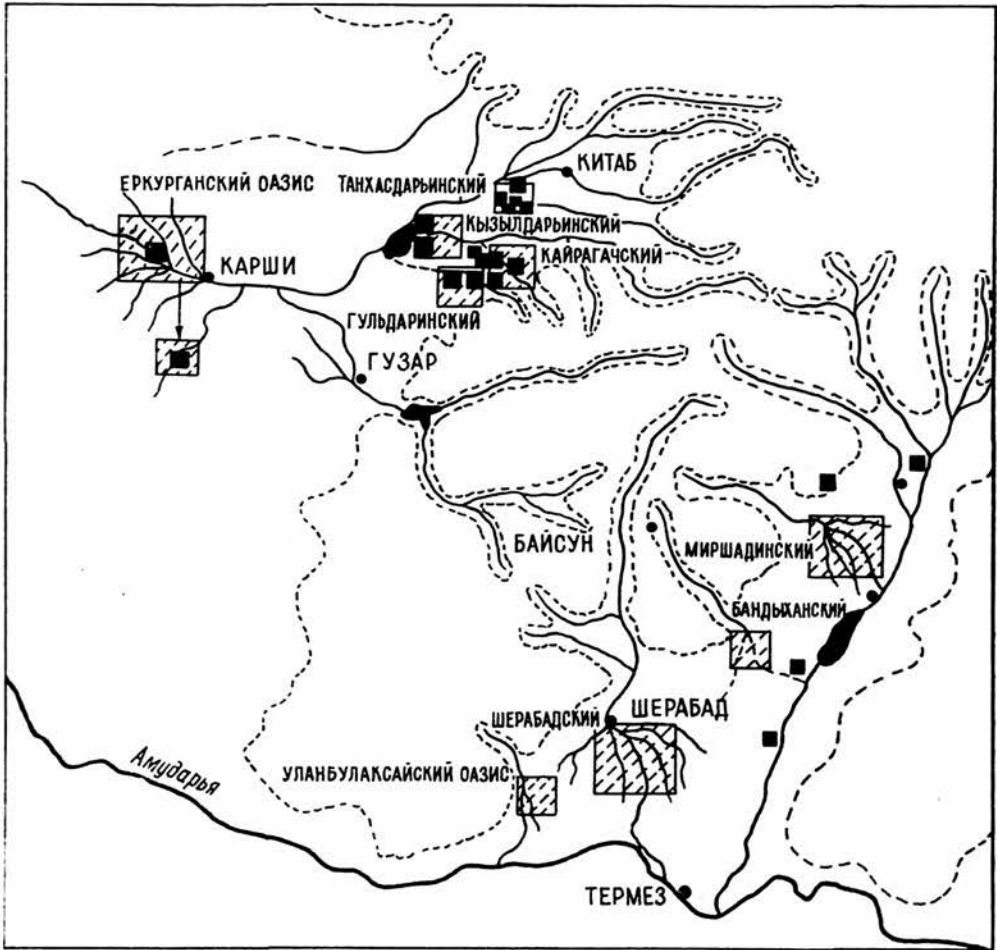 КИТАБ
ТАНХАСДАРЬИНСКИЙ
ЕРКУРГАНСКИЙ ОАЗИС
КЫЗЫЛДАРЬИНСКИЙ
КАЙРАГАЧСКИЙ
КАРШИ
ГУЛЬДАРИНСКИЙ
ГУЗАР
БАЙСУН
МИРШАДИНСКИЙ
БАНДЫХАНСКИЙ
ШЕРАБАДСКИЙ
ШЕРАБАД
Амударья
УЛАНБУЛАКСАЙСКИЙ ОАЗИС
ТЕРМЕЗ